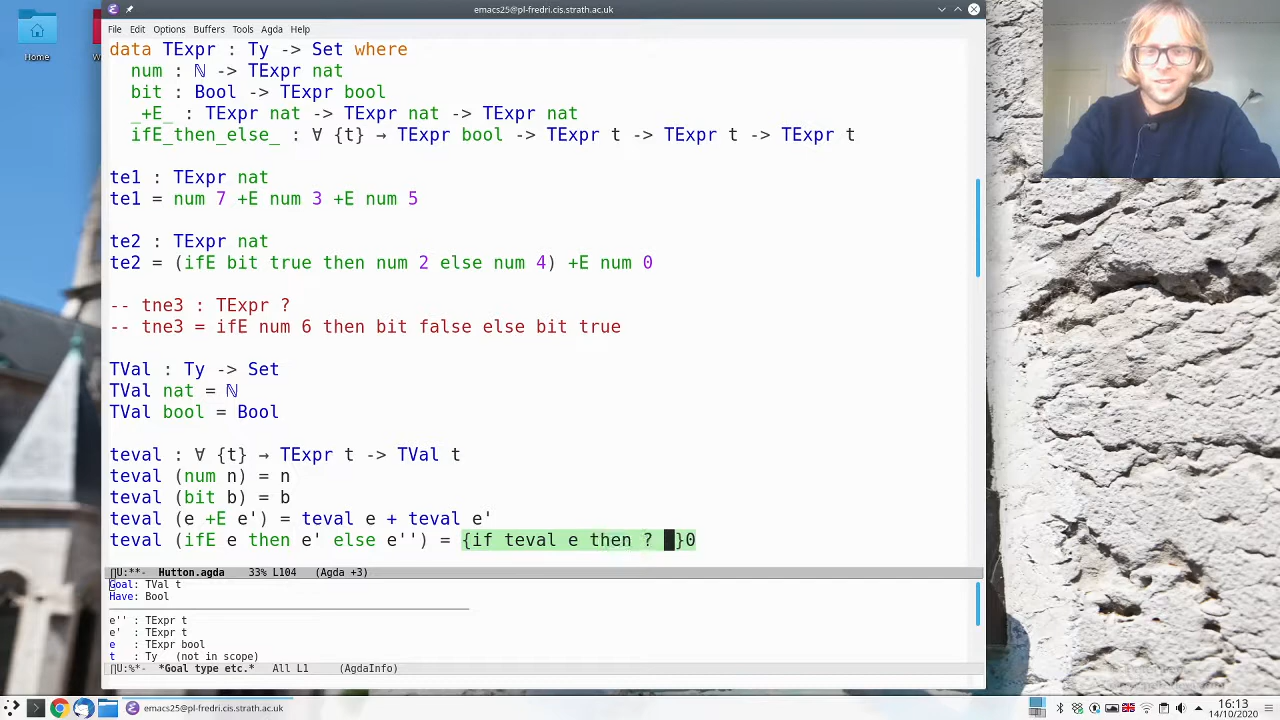 emacs25@pl-fredri.cis.strath.ac.uk
File Edit Options Buffers Tools Agda Help
Home
data TExpr : Ty -> Set where
num : ℕ -> TExpr nat
bit : Bool -> TExpr bool
_+E_ : TExpr nat -> TExpr nat -> TExpr nat
ifE_then_else_ : ∀ {t} → TExpr bool -> TExpr t -> TExpr t -> TExpr t
te1 : TExpr nat
te1 = num 7 +E num 3 +E num 5
te2 : TExpr nat
te2 = (ifE bit true then num 2 else num 4) +E num 0
-- tne3 : TExpr ?
-- tne3 = ifE num 6 then bit false else bit true
TVal : Ty -> Set
TVal nat = ℕ
TVal bool = Bool
teval : ∀ {t} → TExpr t -> TVal t
teval (num n) = n
teval (bit b) = b
teval (e +E e') = teval e + teval e'
teval (ifE e then e' else e'') = {if teval e then ? }0
U:**- Hutton.agda 33% L104 (Agda +3)
Goal: TVal t
Have: Bool
e'' : TExpr t
e' : TExpr t
e : TExpr bool
t : Ty (not in scope)
U:%*- *Goal type etc.* All L1 (AgdaInfo)
emacs25@pl-fredri.cis.strath.ac.uk
16:13
14/10/2020